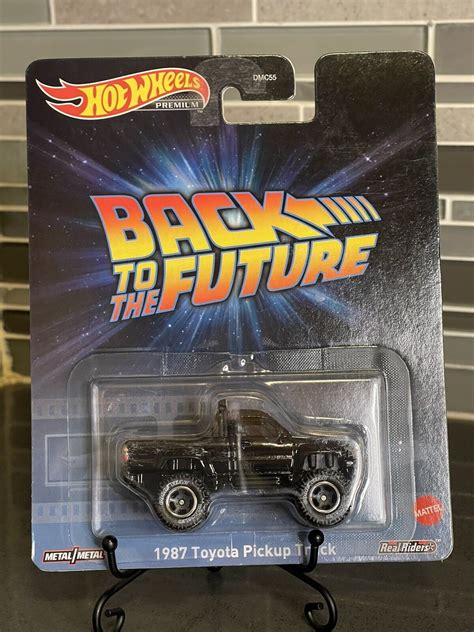 Hot Wheels
PREMIUM
DMC55
BACK
TO THE FUTURE
1987 Toyota Pickup Truck
METAL/METAL
MATTEL
Real Riders